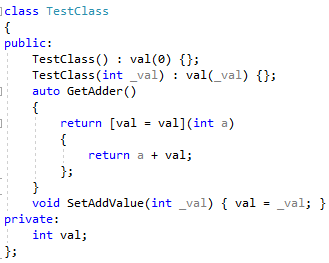 class TestClass
{
public:
    TestClass() : val(0) {};
    TestClass(int _val) : val(_val) {};
    auto GetAdder()
    {
        return [val = val](int a)
        {
            return a + val;
        };
    }
    void SetAddValue(int _val) { val = _val; }
private:
    int val;
};